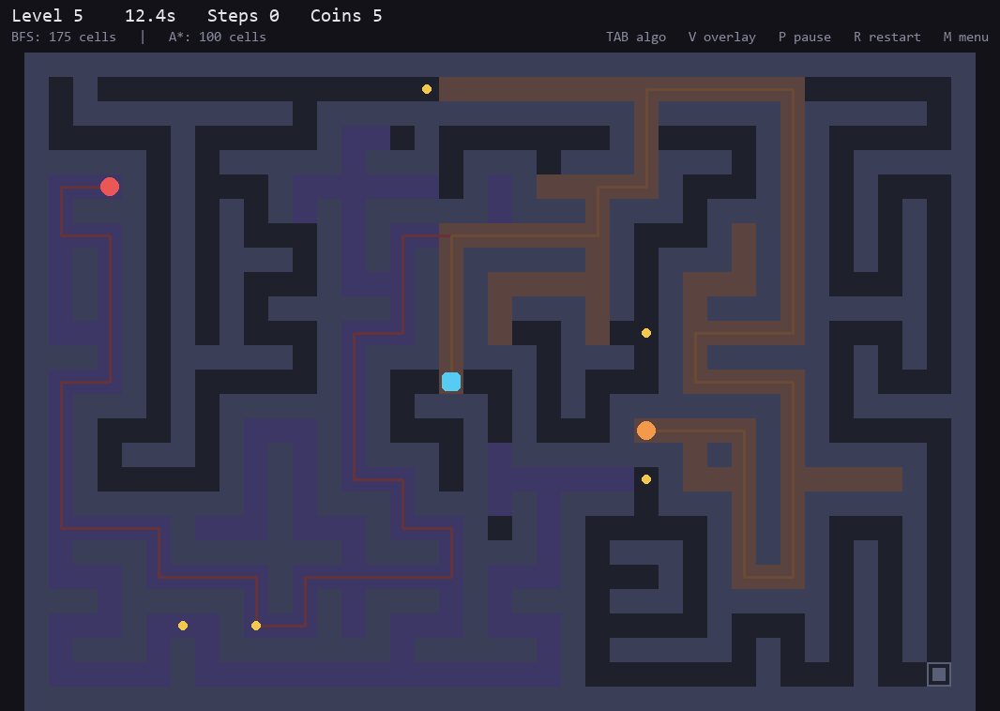 Level 5    12.4s   Steps 0   Coins 5
BFS: 175 cells   |   A*: 100 cells   TAB algo   V overlay   P pause   R restart   M menu